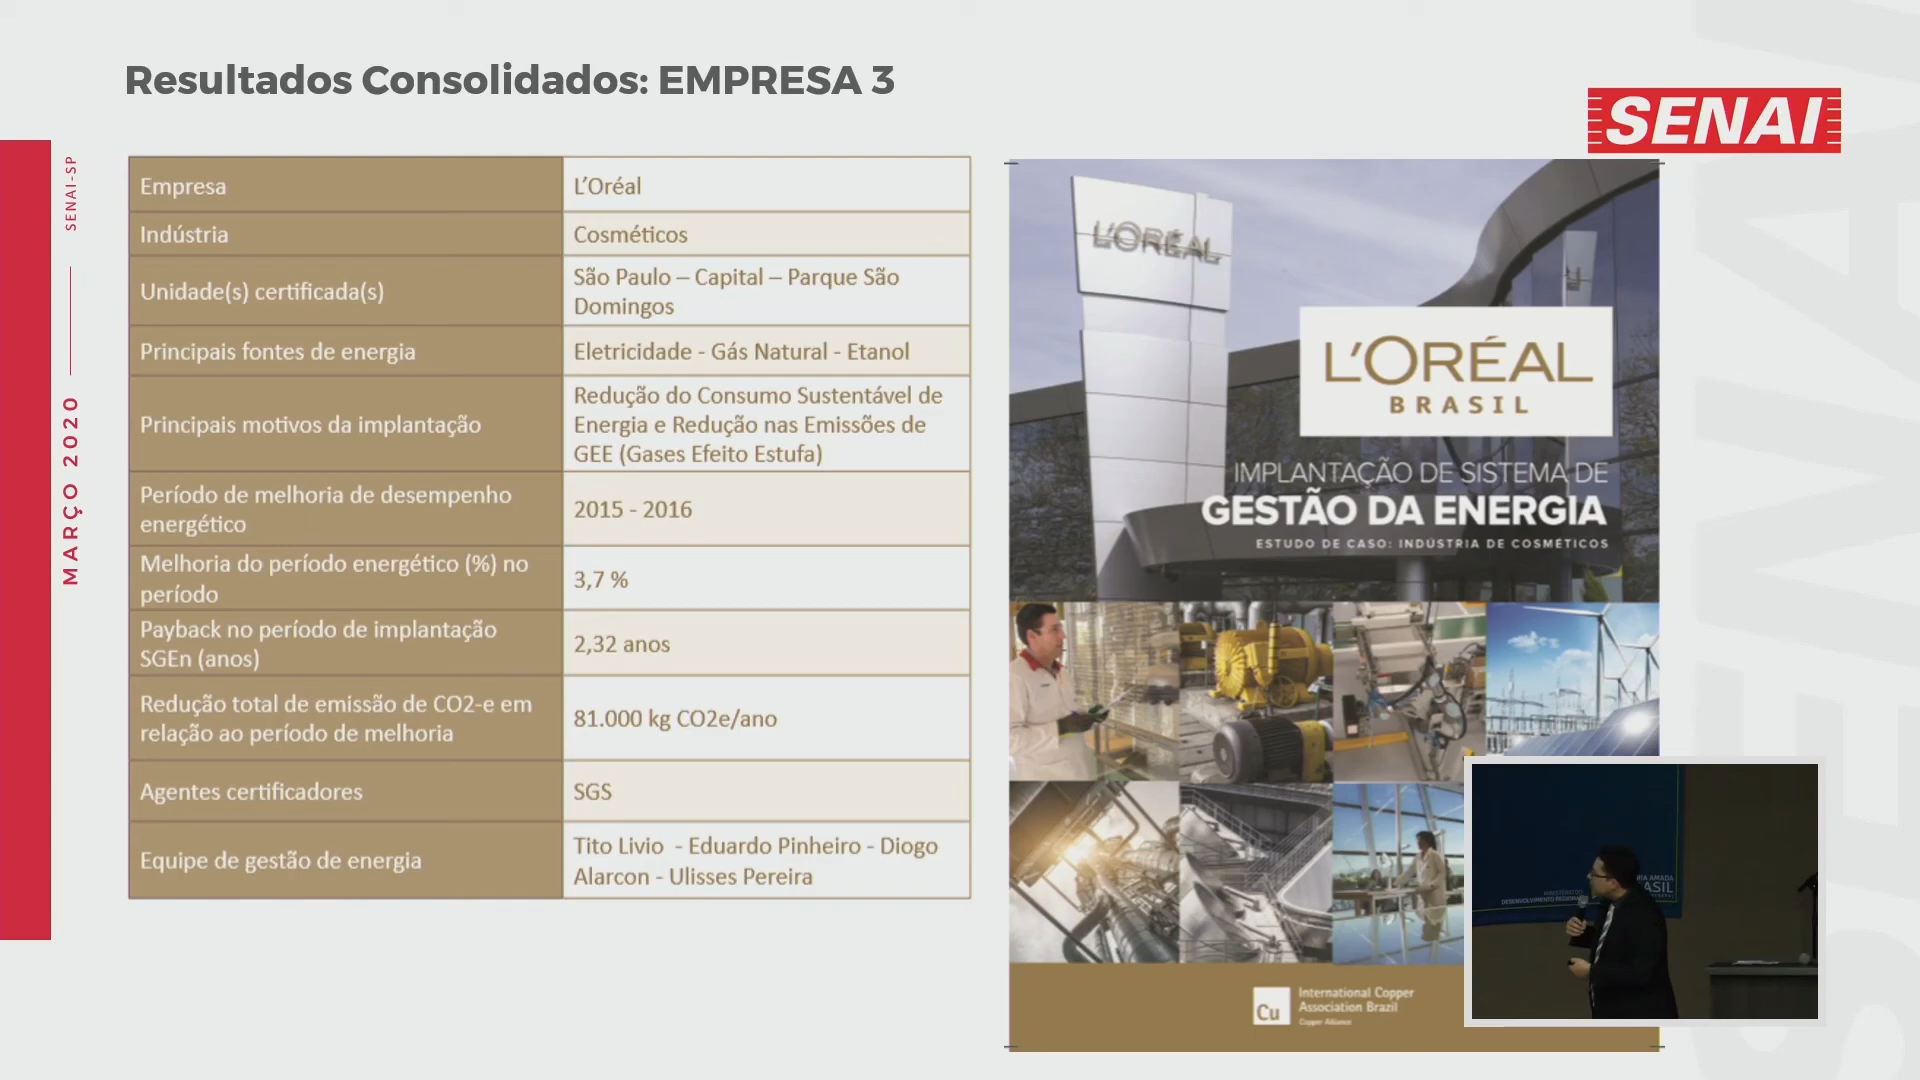 Resultados Consolidados: EMPRESA 3
SENAI
SENAI-SP
MARÇO 2020
Empresa
L'Oréal
Indústria
Cosméticos
Unidade(s) certificada(s)
São Paulo – Capital – Parque São
Domingos
Principais fontes de energia
Eletricidade - Gás Natural - Etanol
Principais motivos da implantação
Redução do Consumo Sustentável de
Energia e Redução nas Emissões de
GEE (Gases Efeito Estufa)
Período de melhoria de desempenho
energético
2015 - 2016
Melhoria do período energético (%) no
período
3,7 %
Payback no período de implantação
SGEn (anos)
2,32 anos
Redução total de emissão de CO2-e em
relação ao período de melhoria
81.000 kg CO2e/ano
Agentes certificadores
SGS
Equipe de gestão de energia
Tito Livio - Eduardo Pinheiro - Diogo
Alarcon - Ulisses Pereira
L'ORÉAL
L'ORÉAL
BRASIL
IMPLANTAÇÃO DE SISTEMA DE
GESTÃO DA ENERGIA
ESTUDO DE CASO: INDÚSTRIA DE COSMÉTICOS
Cu
International Copper
Association Brazil
Copper Alliance
MINISTÉRIO DO
DESENVOLVIMENTO REGIONAL
AMADA
ASIL